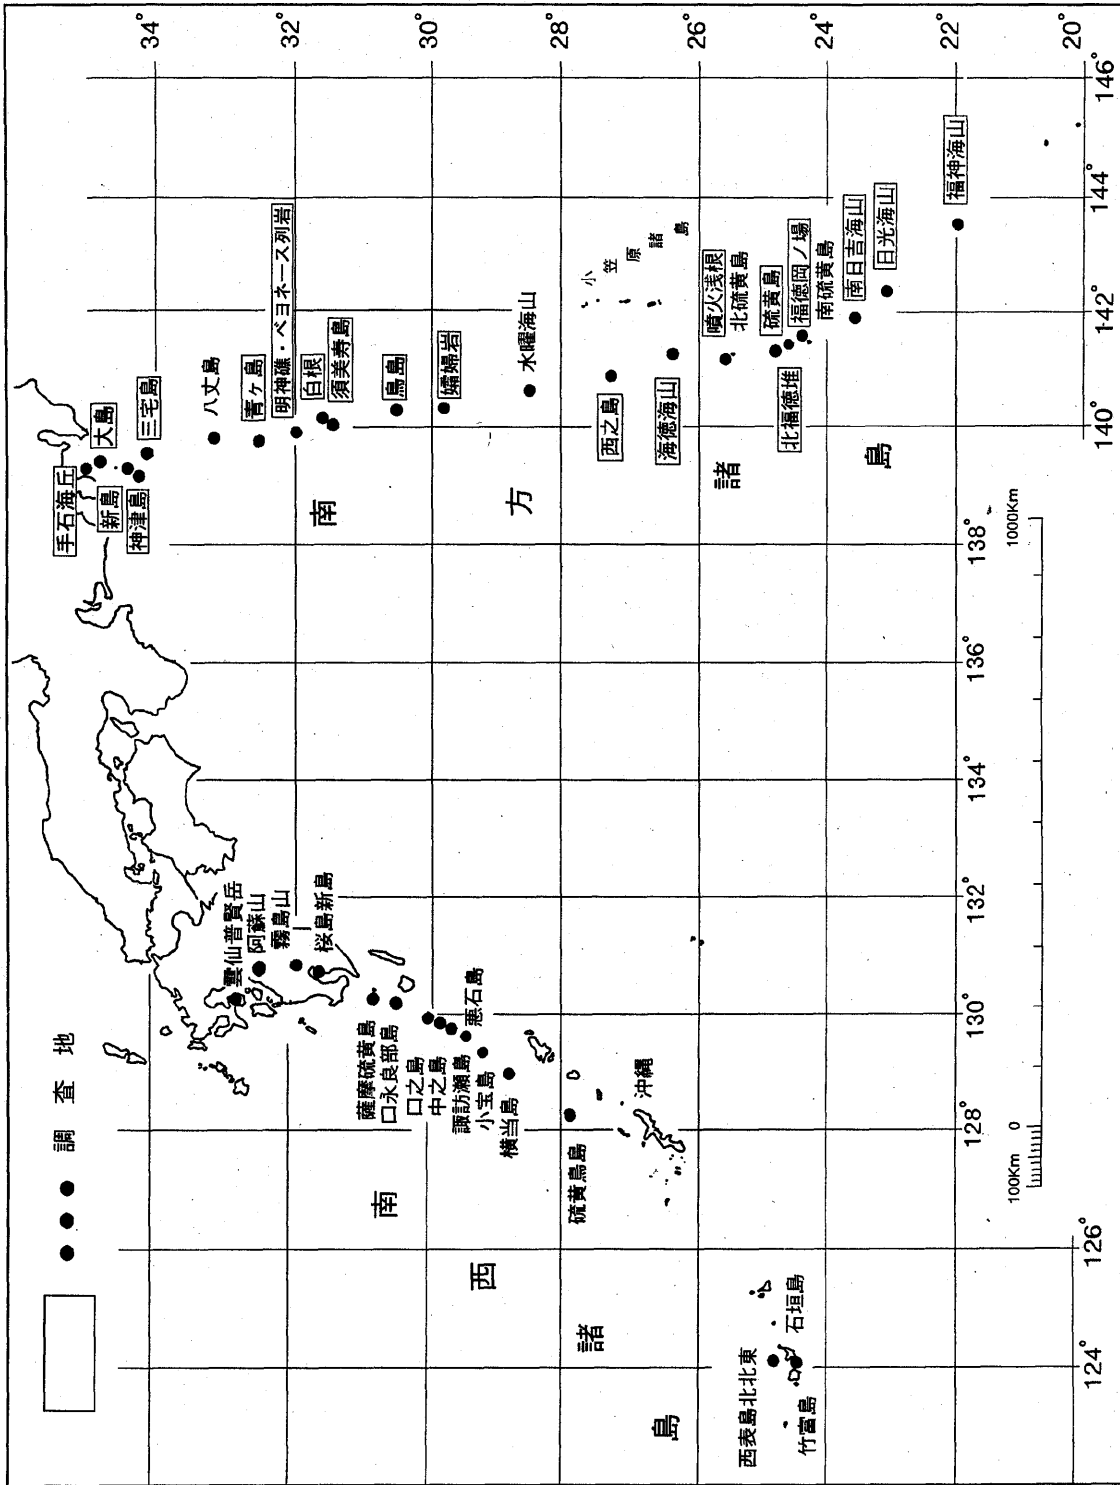 調査地
34°
32°
30°
28°
26°
24°
22°
20°
146°
144°
142°
140°
138°
136°
134°
132°
130°
128°
126°
124°
手石海丘
大島
新島
神津島
三宅島
八丈島
青ヶ島
明神礁・ベヨネース列岩
白根
須美寿島
鳥島
孀婦岩
水曜海山
西之島
海徳海山
噴火浅根
北硫黄島
硫黄島
北福徳堆
福徳岡ノ場
南硫黄島
南日吉海山
日光海山
福神海山
小笠原諸島
南方諸島
雲仙普賢岳
阿蘇山
霧島山
桜島新島
薩摩硫黄島
口永良部島
口之島
中之島
諏訪瀬島
悪石島
小宝島
横当島
硫黄鳥島
沖縄
南西諸島
西表島北北東
石垣島
竹富島
100Km 0 1000Km